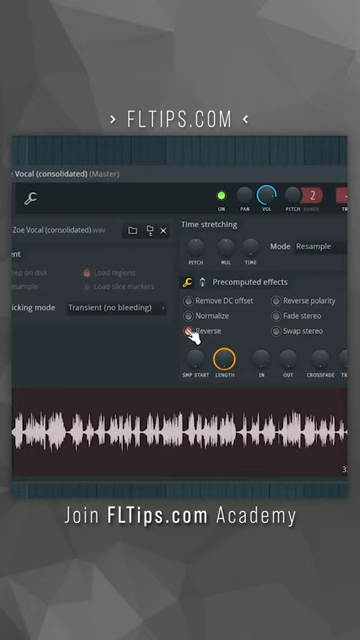 > FLTIPS.COM <
Vocal (consolidated) (Master)
ON PAN VOL PITCH RANGE
2
Zoe Vocal (consolidated).wav
Time stretching
PITCH MUL TIME
Mode Resample
Load regions
Load slice markers
Transient (no bleeding)
Precomputed effects
Remove DC offset
Reverse polarity
Normalize
Fade stereo
Reverse
Swap stereo
SMP START LENGTH IN OUT CROSSFADE
Join FLTips.com Academy